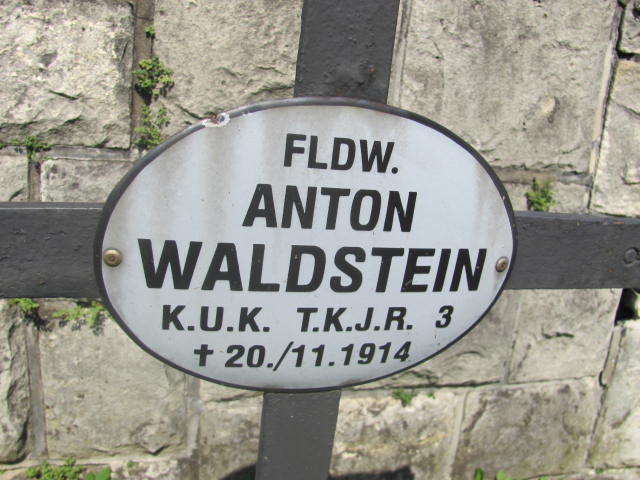 FLDW.
ANTON
WALDSTEIN
K.U.K. T.K.J.R. 3
✝ 20./11.1914